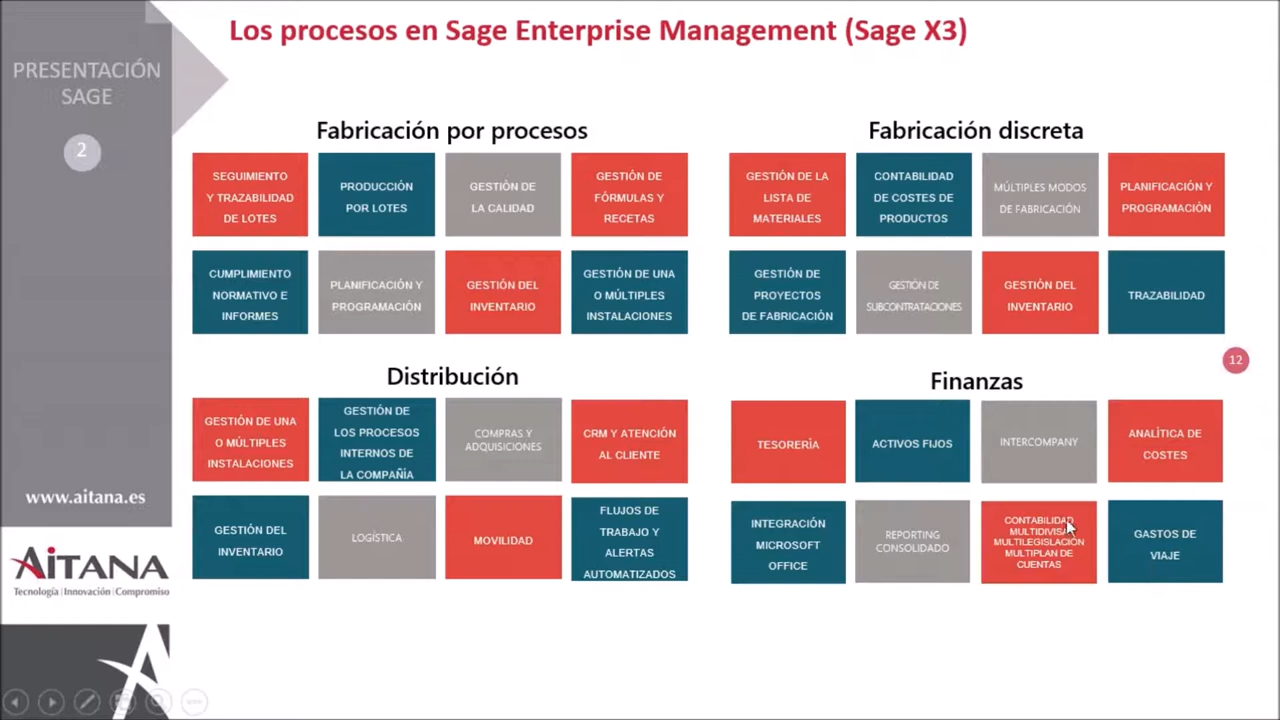 Los procesos en Sage Enterprise Management (Sage X3)
PRESENTACIÓN
SAGE
2
Fabricación por procesos
SEGUIMIENTO
Y TRAZABILIDAD
DE LOTES
PRODUCCIÓN
POR LOTES
GESTIÓN DE
LA CALIDAD
GESTIÓN DE
FÓRMULAS Y
RECETAS
CUMPLIMIENTO
NORMATIVO E
INFORMES
PLANIFICACIÓN Y
PROGRAMACIÓN
GESTIÓN DEL
INVENTARIO
GESTIÓN DE UNA
O MÚLTIPLES
INSTALACIONES
Fabricación discreta
GESTIÓN DE LA
LISTA DE
MATERIALES
CONTABILIDAD
DE COSTES DE
PRODUCTOS
MÚLTIPLES MODOS
DE FABRICACIÓN
PLANIFICACIÓN Y
PROGRAMACIÓN
GESTIÓN DE
PROYECTOS
DE FABRICACIÓN
GESTIÓN DE
SUBCONTRATACIONES
GESTIÓN DEL
INVENTARIO
TRAZABILIDAD
12
Distribución
GESTIÓN DE UNA
O MÚLTIPLES
INSTALACIONES
GESTIÓN DE
LOS PROCESOS
INTERNOS DE
LA COMPAÑÍA
COMPRAS Y
ADQUISICIONES
CRM Y ATENCIÓN
AL CLIENTE
GESTIÓN DEL
INVENTARIO
LOGÍSTICA
MOVILIDAD
FLUJOS DE
TRABAJO Y
ALERTAS
AUTOMATIZADOS
Finanzas
TESORERÌA
ACTIVOS FIJOS
INTERCOMPANY
ANALÌTICA DE
COSTES
INTEGRACIÓN
MICROSOFT
OFFICE
REPORTING
CONSOLIDADO
CONTABILIDAD
MULTIDIVISA
MULTILEGISLACIÓN
MULTIPLAN DE
CUENTAS
GASTOS DE
VIAJE
www.aitana.es
AiTANA
Tecnología | Innovación | Compromiso